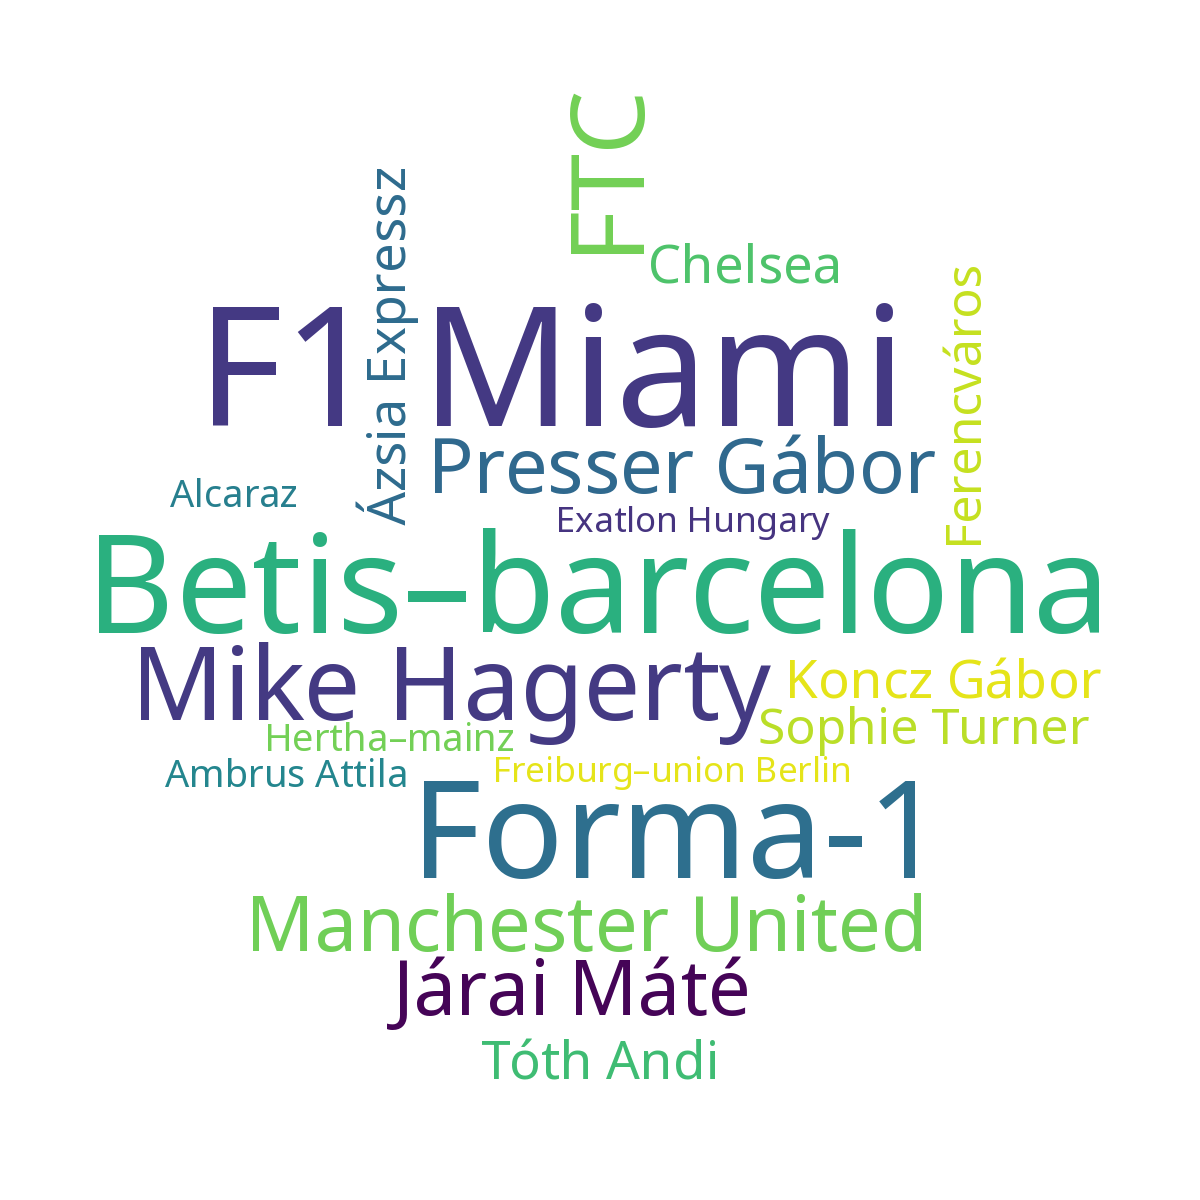 FTC
Ázsia Expressz
Chelsea
Ferencváros
F1 Miami
Presser Gábor
Alcaraz
Exatlon Hungary
Betis–barcelona
Mike Hagerty
Koncz Gábor
Sophie Turner
Hertha–mainz
Ambrus Attila
Freiburg–union Berlin
Forma-1
Manchester United
Járai Máté
Tóth Andi